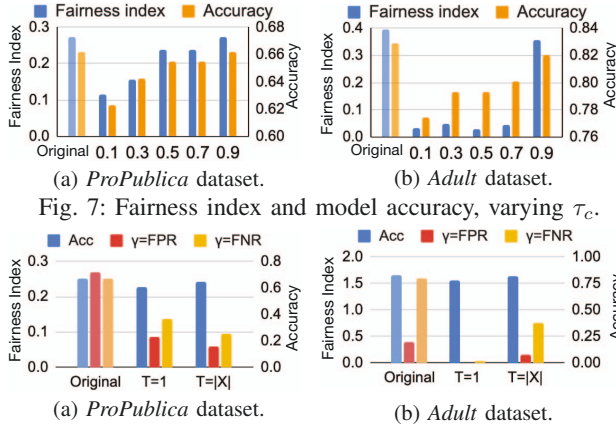 Fairness index Accuracy
Fairness index Accuracy
Fairness Index
0.3
0.2
0.1
0.0
0.68
0.66
0.64
0.62
0.60
Accuracy
Original 0.1 0.3 0.5 0.7 0.9
Fairness Index
0.4
0.3
0.2
0.1
0.0
0.84
0.82
0.80
0.78
0.76
Accuracy
Original 0.1 0.3 0.5 0.7 0.9
(a) ProPublica dataset.
(b) Adult dataset.
Fig. 7: Fairness index and model accuracy, varying τc.
Acc γ=FPR γ=FNR
Acc γ=FPR γ=FNR
Fairness Index
0.3
0.2
0.1
0.0
0.8
0.6
0.4
0.2
0.0
Accuracy
Original T=1 T=|X|
Fairness Index
2.0
1.5
1.0
0.5
0.0
1.00
0.75
0.50
0.25
0.00
Accuracy
Original T=1 T=|X|
(a) ProPublica dataset.
(b) Adult dataset.